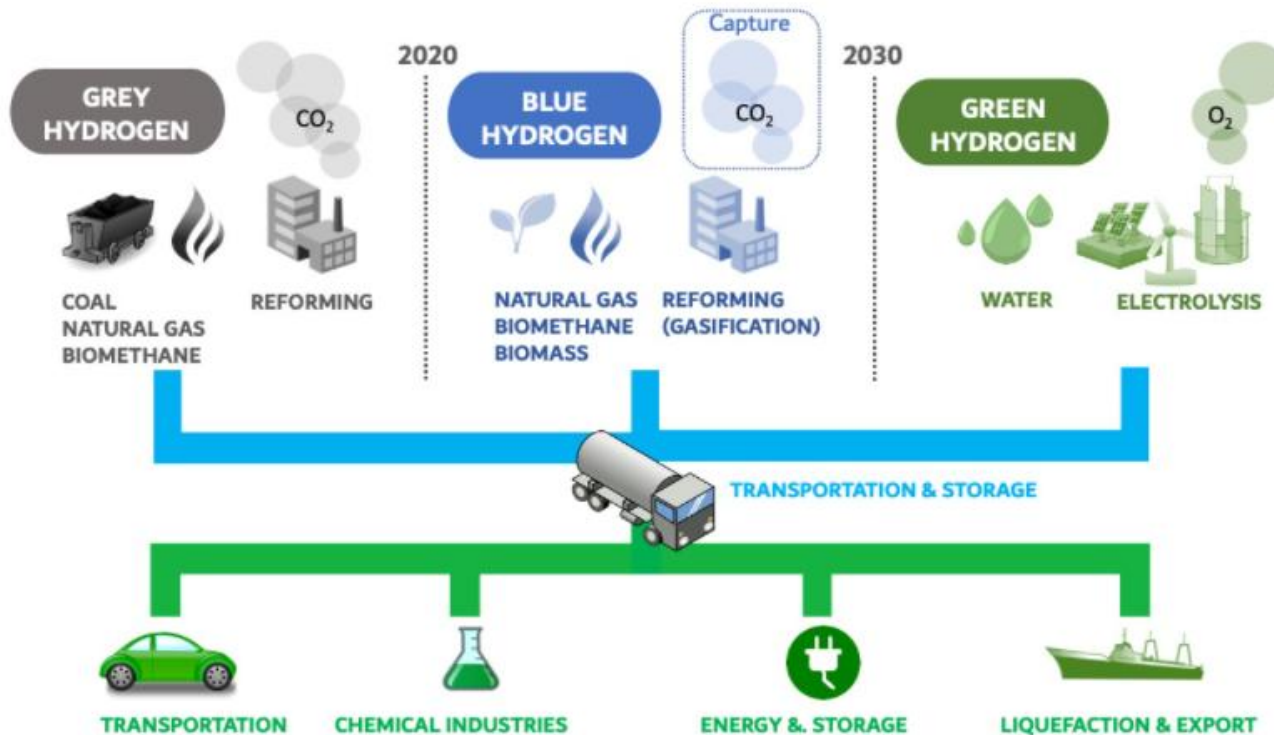 Capture
2020
2030
GREY
HYDROGEN
CO₂
BLUE
HYDROGEN
CO₂
GREEN
HYDROGEN
O₂
COAL
NATURAL GAS
BIOMETHANE
REFORMING
NATURAL GAS
BIOMETHANE
BIOMASS
REFORMING
(GASIFICATION)
WATER
ELECTROLYSIS
TRANSPORTATION & STORAGE
TRANSPORTATION
CHEMICAL INDUSTRIES
ENERGY &. STORAGE
LIQUEFACTION & EXPORT